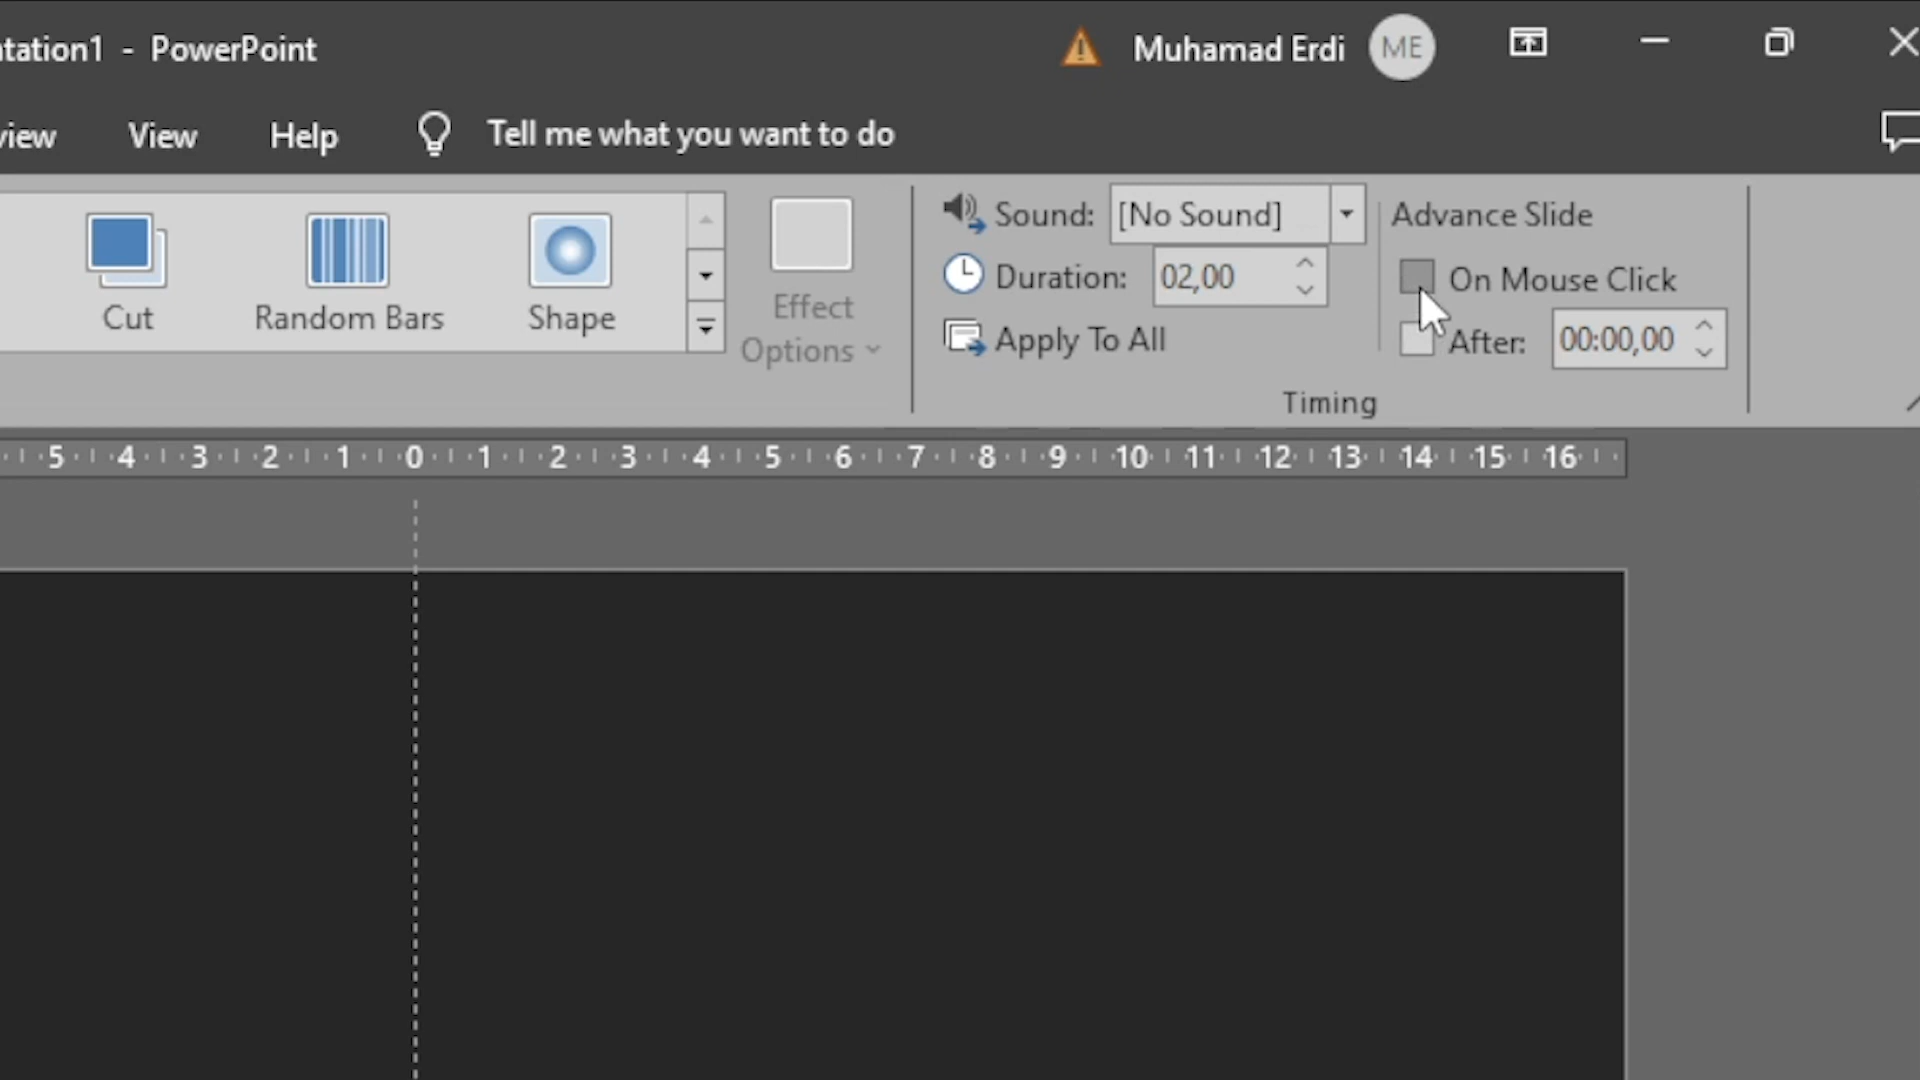 tation1 - PowerPoint
Muhamad Erdi ME
view View Help Tell me what you want to do
Cut Random Bars Shape
Effect Options
Sound: [No Sound]
Duration: 02,00
Apply To All
Advance Slide
On Mouse Click
After: 00:00,00
Timing
5 4 3 2 1 0 1 2 3 4 5 6 7 8 9 10 11 12 13 14 15 16